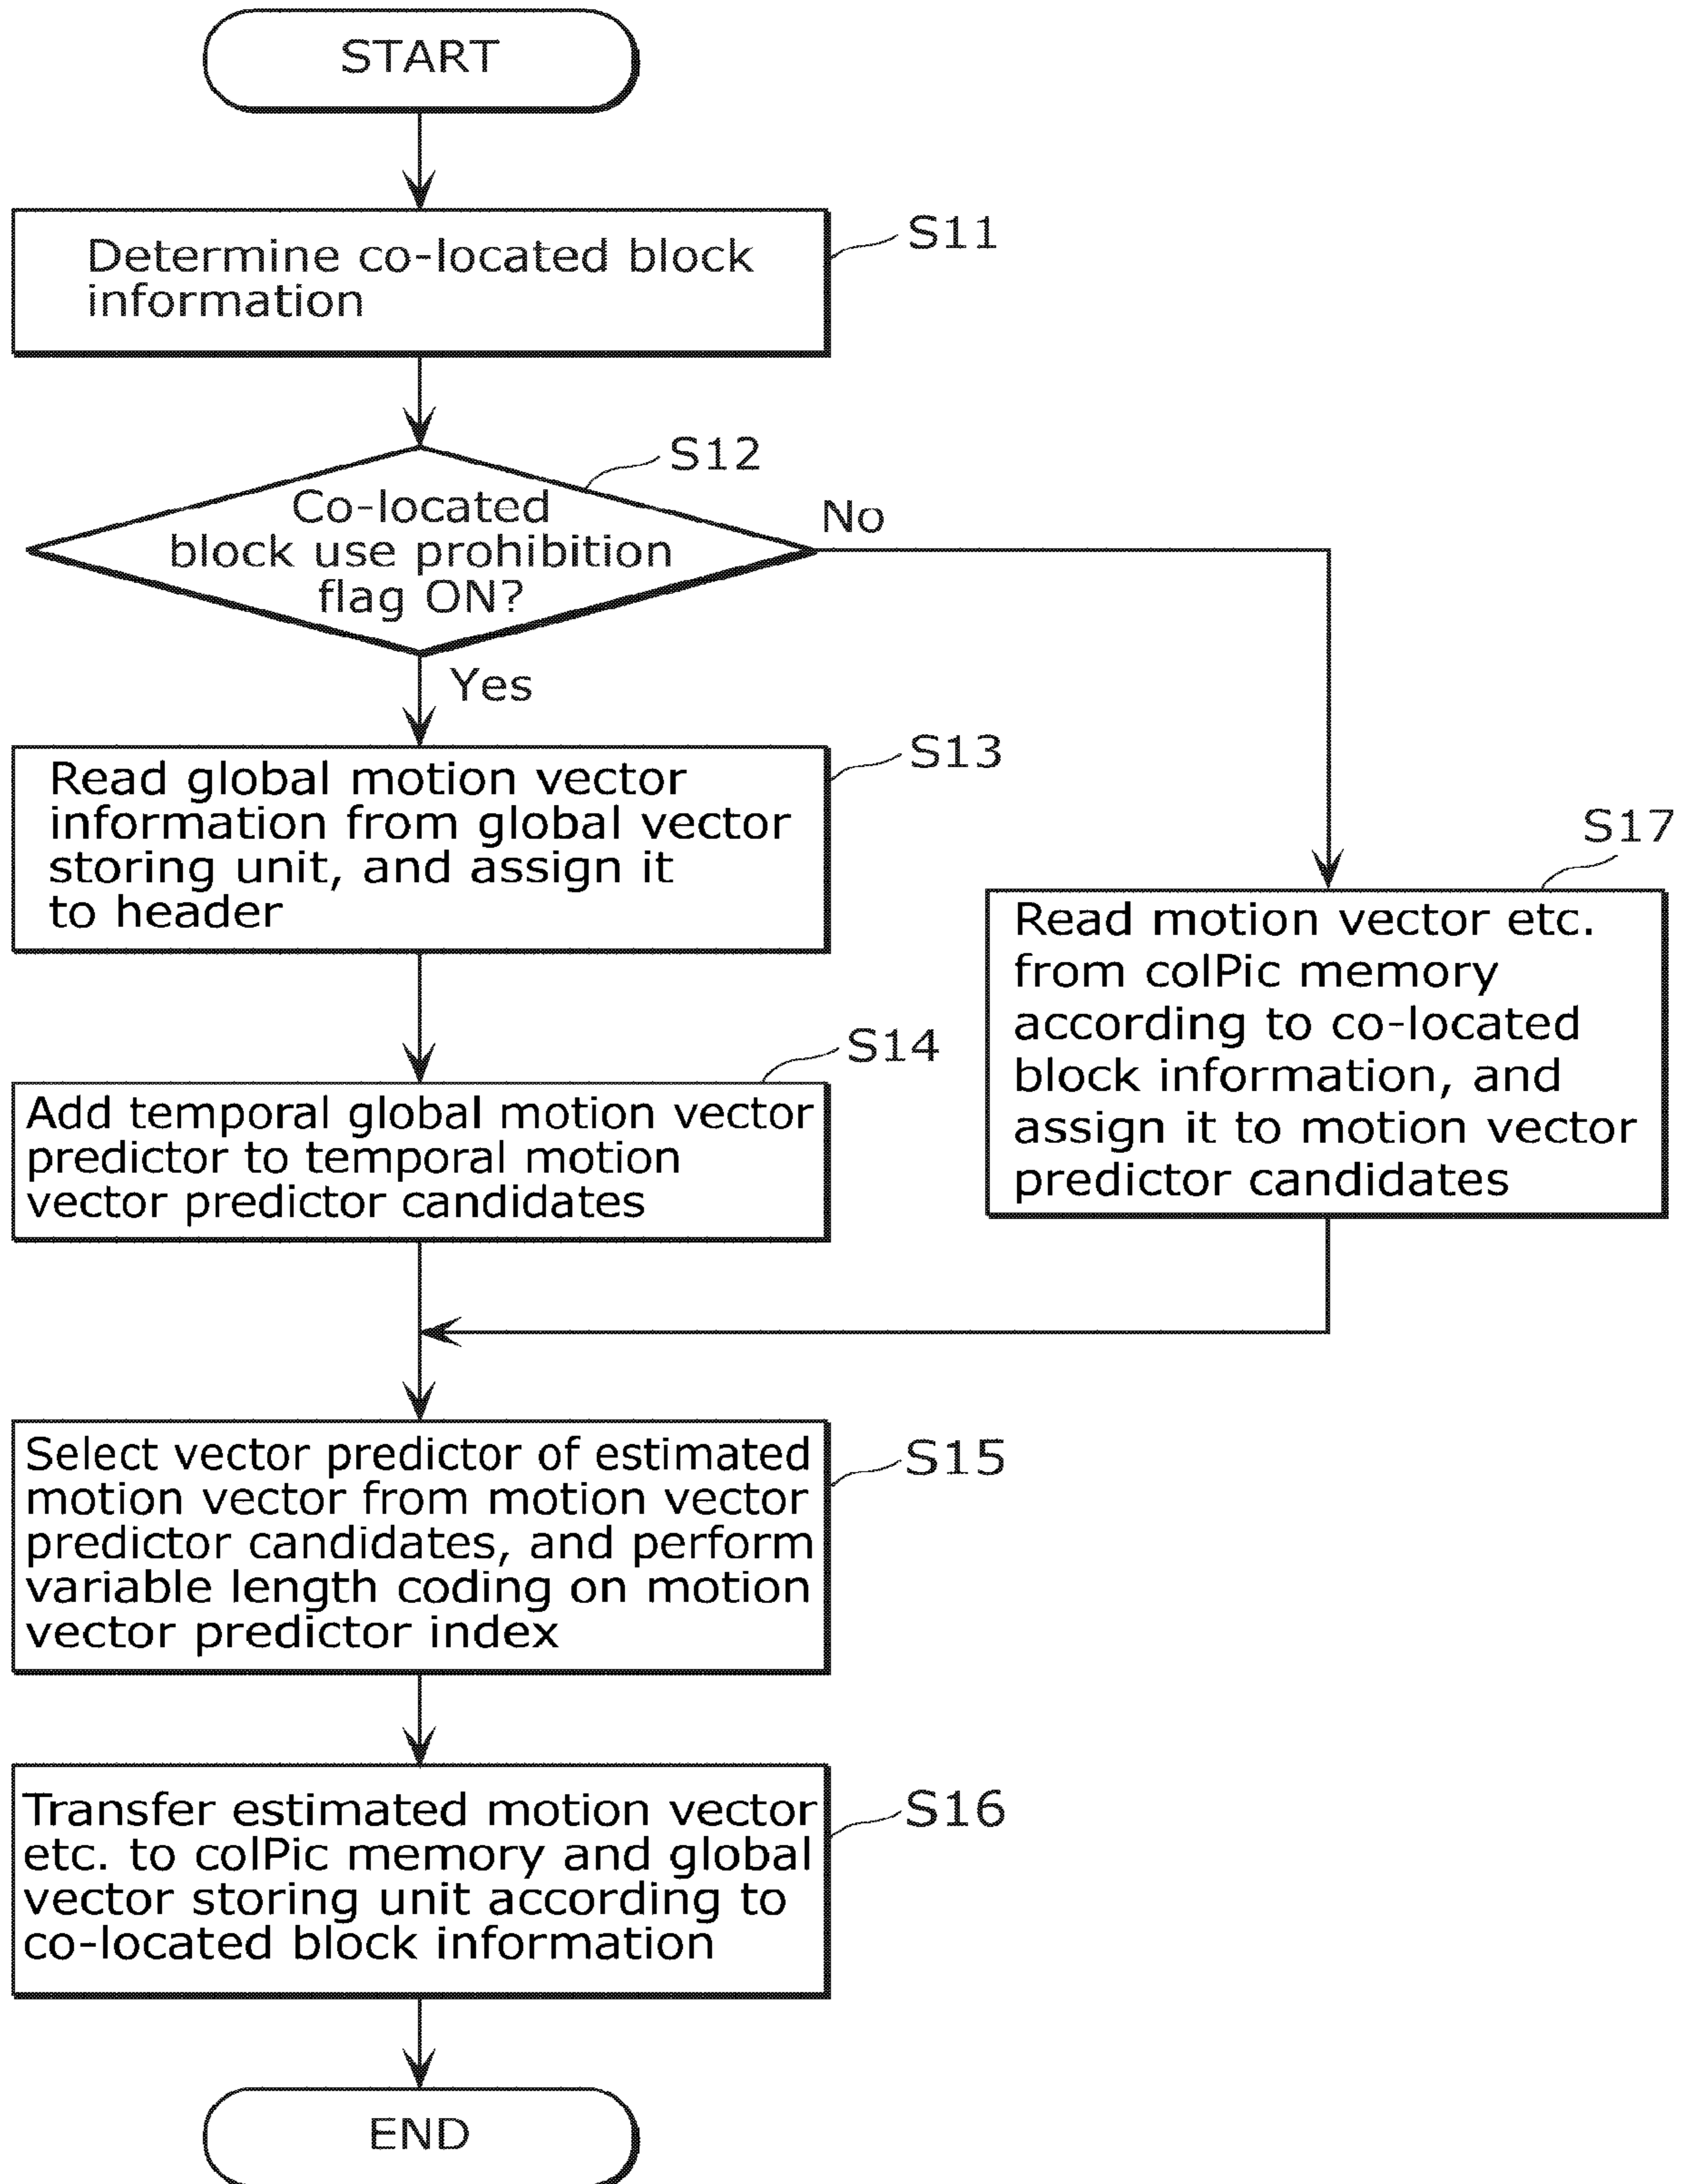 START
S11
Determine co-located block
information
S12
Co-located
block use prohibition
flag ON?
No
Yes
S13
Read global motion vector
information from global vector
storing unit, and assign it
to header
S17
Read motion vector etc.
from colPic memory
according to co-located
block information, and
assign it to motion vector
predictor candidates
S14
Add temporal global motion vector
predictor to temporal motion
vector predictor candidates
S15
Select vector predictor of estimated
motion vector from motion vector
predictor candidates, and perform
variable length coding on motion
vector predictor index
S16
Transfer estimated motion vector
etc. to colPic memory and global
vector storing unit according to
co-located block information
END